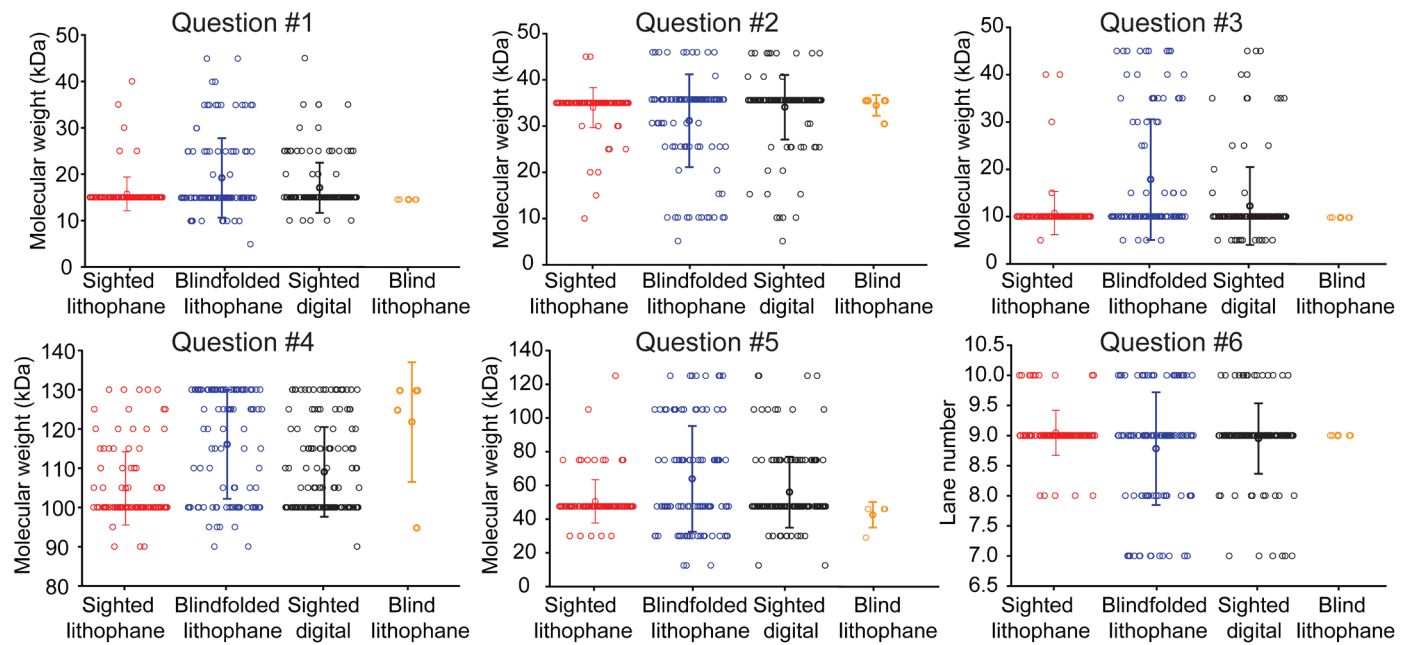 Question #1
Molecular weight (kDa)
50
40
30
20
10
0
Sighted lithophane
Blindfolded lithophane
Sighted digital
Blind lithophane
Question #2
Molecular weight (kDa)
50
40
30
20
10
0
Sighted lithophane
Blindfolded lithophane
Sighted digital
Blind lithophane
Question #3
Molecular weight (kDa)
50
40
30
20
10
0
Sighted lithophane
Blindfolded lithophane
Sighted digital
Blind lithophane
Question #4
Molecular weight (kDa)
140
130
120
110
100
90
80
Sighted lithophane
Blindfolded lithophane
Sighted digital
Blind lithophane
Question #5
Molecular weight (kDa)
140
120
100
80
60
40
20
0
Sighted lithophane
Blindfolded lithophane
Sighted digital
Blind lithophane
Question #6
Lane number
10.5
10.0
9.5
9.0
8.5
8.0
7.5
7.0
6.5
Sighted lithophane
Blindfolded lithophane
Sighted digital
Blind lithophane